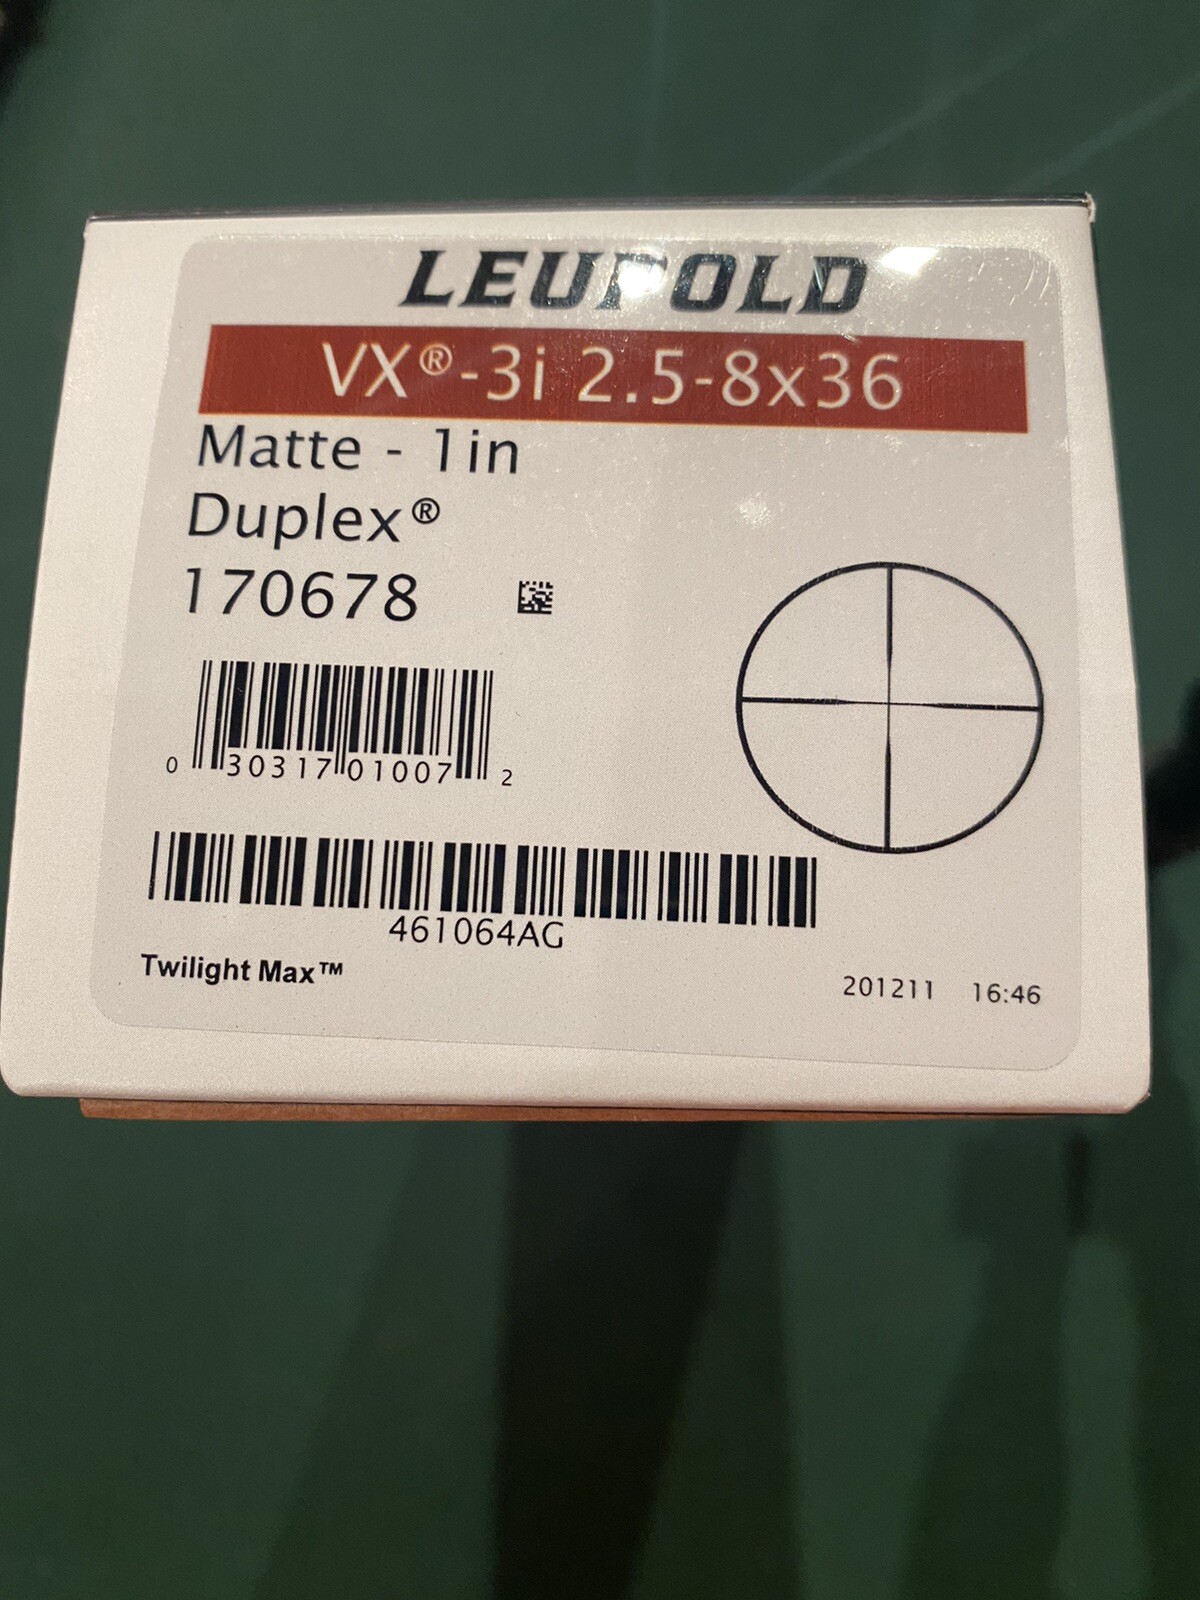 LEUPOLD
VX®-3i 2.5-8x36
Matte - 1in
Duplex®
170678
0 30317 01007 2
461064AG
Twilight Max™
201211 16:46